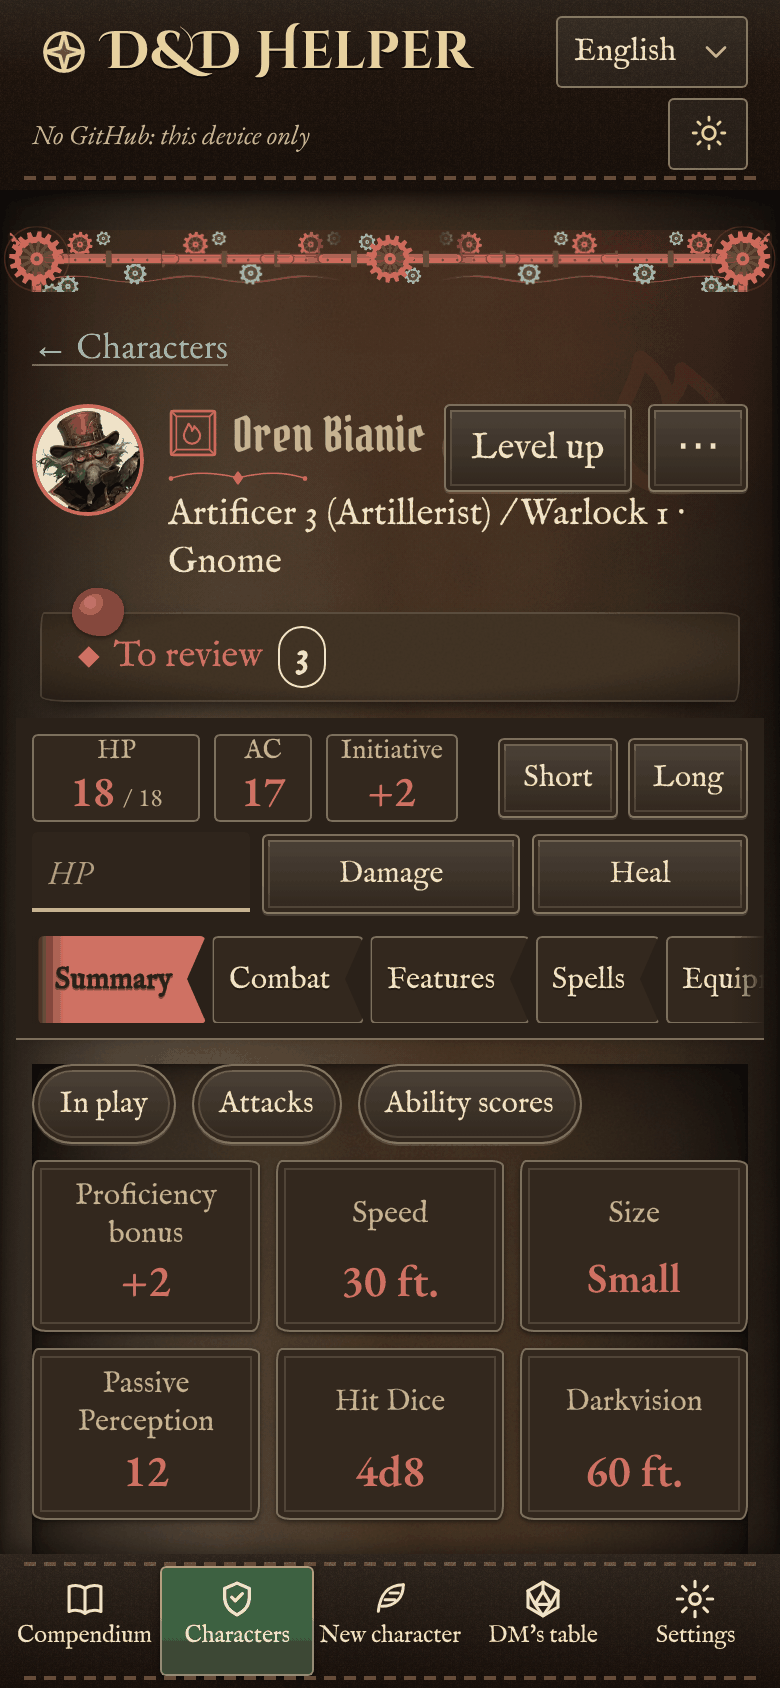 D&D Helper
English
No GitHub: this device only
← Characters
Oren Bianic
Level up
...
Artificer 3 (Artillerist) / Warlock 1 ·
Gnome
◆ To review 3
HP
18 / 18
AC
17
Initiative
+2
Short
Long
HP
Damage
Heal
Summary
Combat
Features
Spells
Equip
In play
Attacks
Ability scores
Proficiency
bonus
+2
Speed
30 ft.
Size
Small
Passive
Perception
12
Hit Dice
4d8
Darkvision
60 ft.
Compendium
Characters
New character
DM's table
Settings